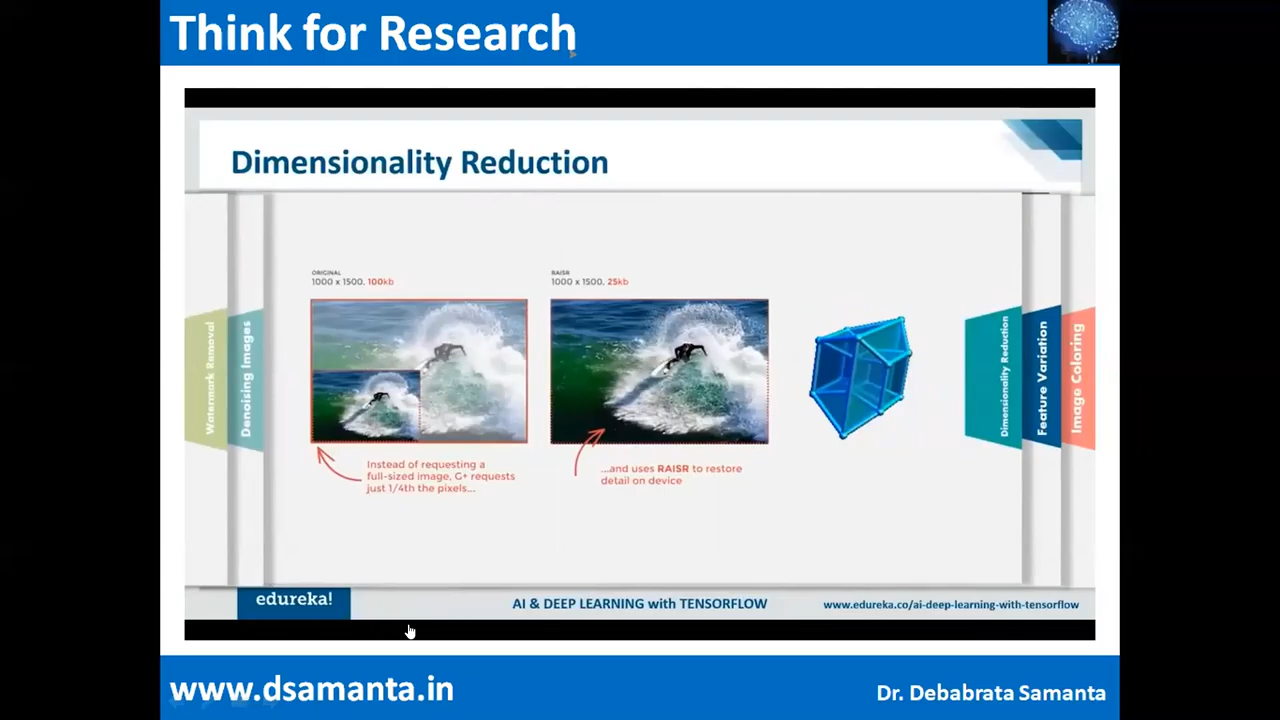 Think for Research
Dimensionality Reduction
ORIGINAL
1000 x 1500, 100kb
RAISR
1000 x 1500, 25kb
Watermark Removal
Denoising Images
Dimensionality Reduction
Feature Variation
Image Coloring
Instead of requesting a
full-sized image, G+ requests
just 1/4th the pixels...
...and uses RAISR to restore
detail on device
edureka!
AI & DEEP LEARNING with TENSORFLOW
www.edureka.co/ai-deep-learning-with-tensorflow
www.dsamanta.in
Dr. Debabrata Samanta